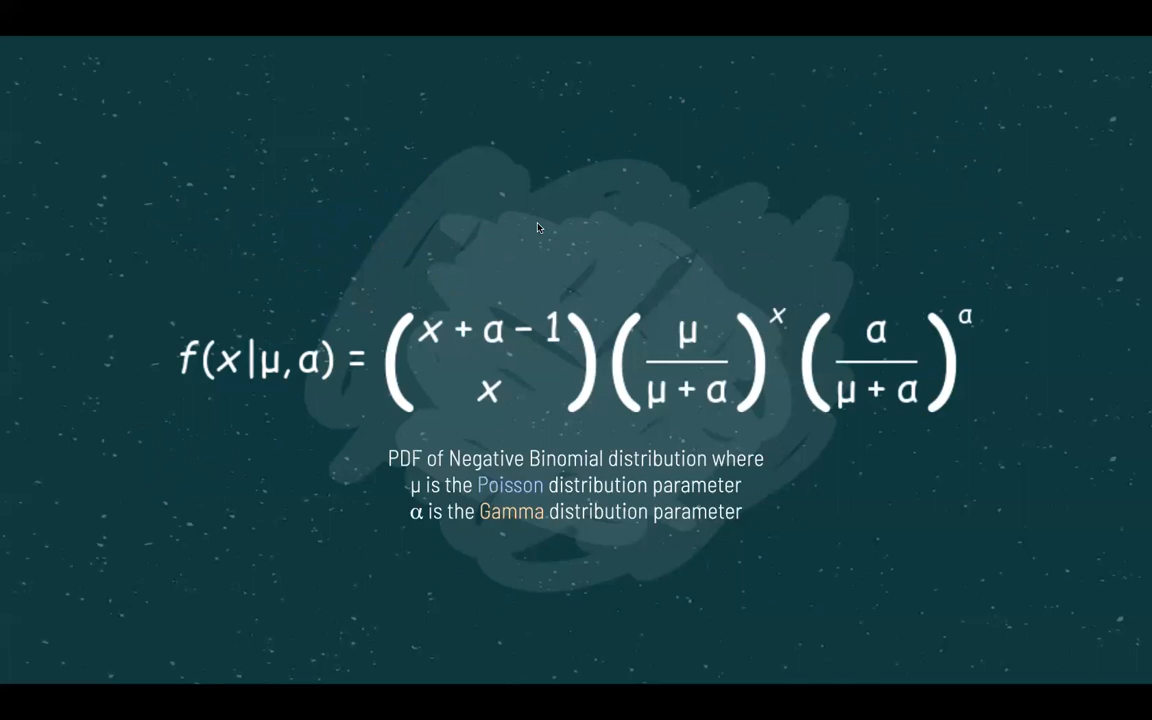 f(x|μ, α) = (x + α − 1 x) (μ / μ + α)^x (α / μ + α)^α
PDF of Negative Binomial distribution where
μ is the Poisson distribution parameter
α is the Gamma distribution parameter